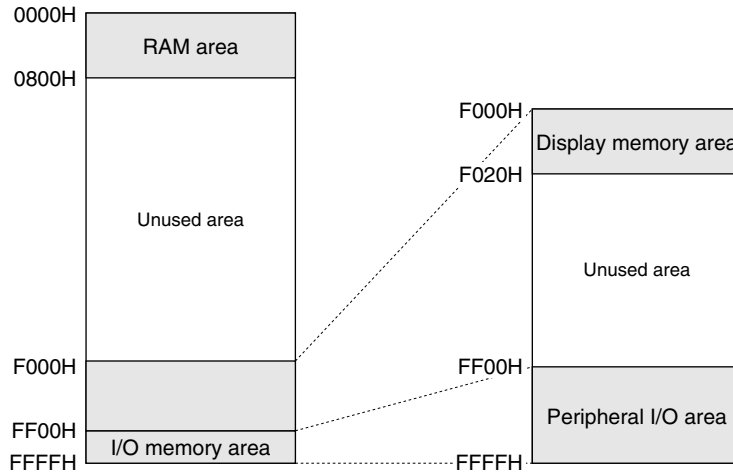 0000H
RAM area
0800H
Unused area
F000H
FF00H
I/O memory area
FFFFH
F000H
Display memory area
F020H
Unused area
FF00H
Peripheral I/O area
FFFFH